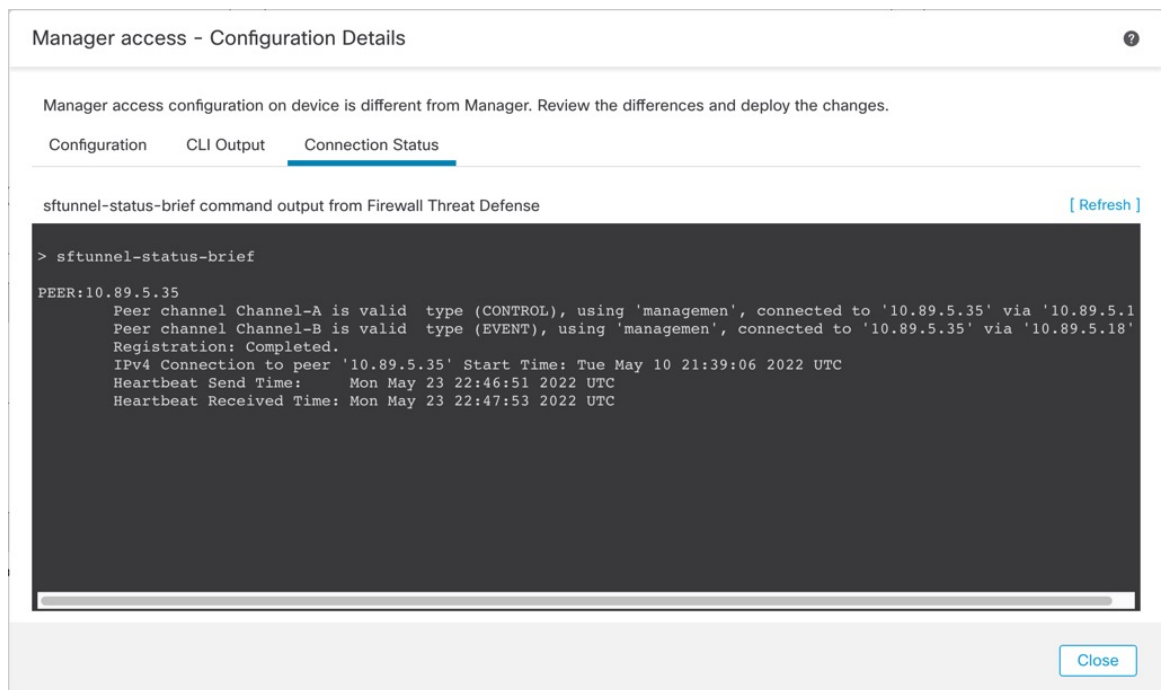 Manager access - Configuration Details
?
Manager access configuration on device is different from Manager. Review the differences and deploy the changes.
Configuration CLI Output Connection Status
sftunnel-status-brief command output from Firewall Threat Defense [ Refresh ]
> sftunnel-status-brief
PEER:10.89.5.35
Peer channel Channel-A is valid type (CONTROL), using 'managemen', connected to '10.89.5.35' via '10.89.5.1
Peer channel Channel-B is valid type (EVENT), using 'managemen', connected to '10.89.5.35' via '10.89.5.18'
Registration: Completed.
IPv4 Connection to peer '10.89.5.35' Start Time: Tue May 10 21:39:06 2022 UTC
Heartbeat Send Time: Mon May 23 22:46:51 2022 UTC
Heartbeat Received Time: Mon May 23 22:47:53 2022 UTC
Close